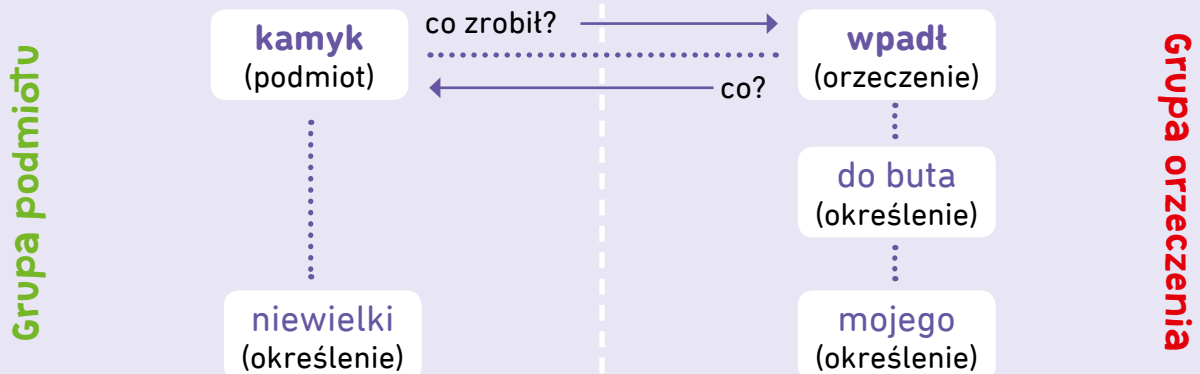 Grupa podmiotu
kamyk
(podmiot)
co zrobił?
co?
wpadł
(orzeczenie)
do buta
(określenie)
niewielki
(określenie)
mojego
(określenie)
Grupa orzeczenia